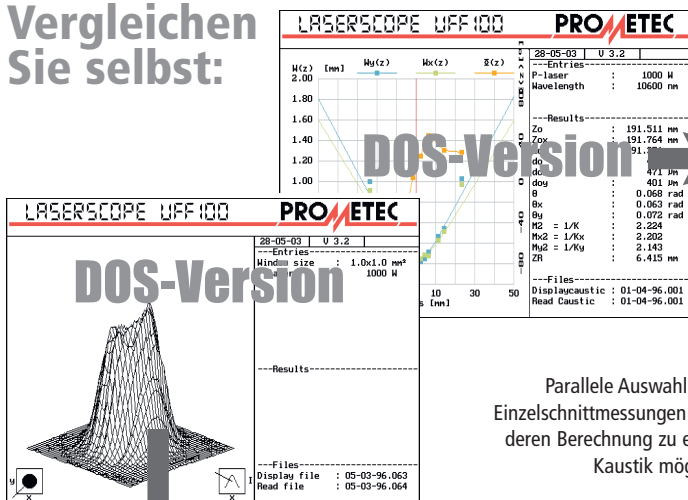 Vergleichen
Sie selbst:
LASERSCOPE UFF100
PROMETEC
28-05-03 V 3.2
---Entries---
P-laser : 1000 W
Wavelength : 10600 nm
---Results---
Zo : 191.511 mm
Zox : 191.764 mm
471 µm
doy : 401 µm
θ : 0.068 rad
θx : 0.063 rad
θy : 0.072 rad
M2 = 1/K : 2.224
Mx2 = 1/Kx : 2.202
My2 = 1/Ky : 2.143
ZR : 6.415 mm
---Files---
Displaycaustic : 01-04-96.001
Read Caustic : 01-04-96.001
W(z) [mm] Wy(z) Wx(z) Φ(z)
2.00
1.80
1.60
1.40
1.20
1.00
10 30 50
[mm]
DOS-Version
LASERSCOPE UFF100
PROMETEC
28-05-03 V 3.2
---Entries---
Window size : 1.0x1.0 mm²
1000 W
---Results---
---Files---
Display file : 05-03-96.063
Read file : 05-03-96.064
y
x
I
x
DOS-Version
Parallele Auswahl
Einzelschnittmessungen
deren Berechnung zu
Kaustik